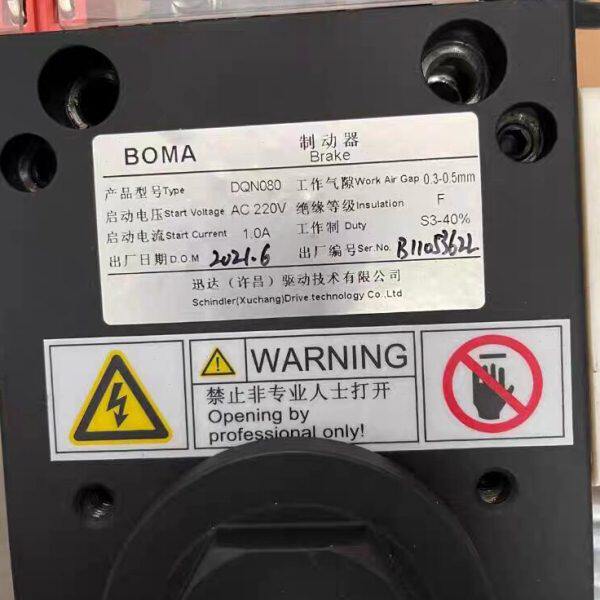 BOMA 制动器
Brake
产品型号Type DQN080 工作气隙Work Air Gap 0.3-0.5mm
启动电压Start Voltage AC 220V 绝缘等级Insulation F
启动电流Start Current 1.0A 工作制 Duty S3-40%
出厂日期D.O.M 2021.6 出厂编号Ser.No.
迅达（许昌）驱动技术有限公司
Schindler(Xuchang)Drive technology Co.,Ltd
WARNING
禁止非专业人士打开
Opening by
professional only!